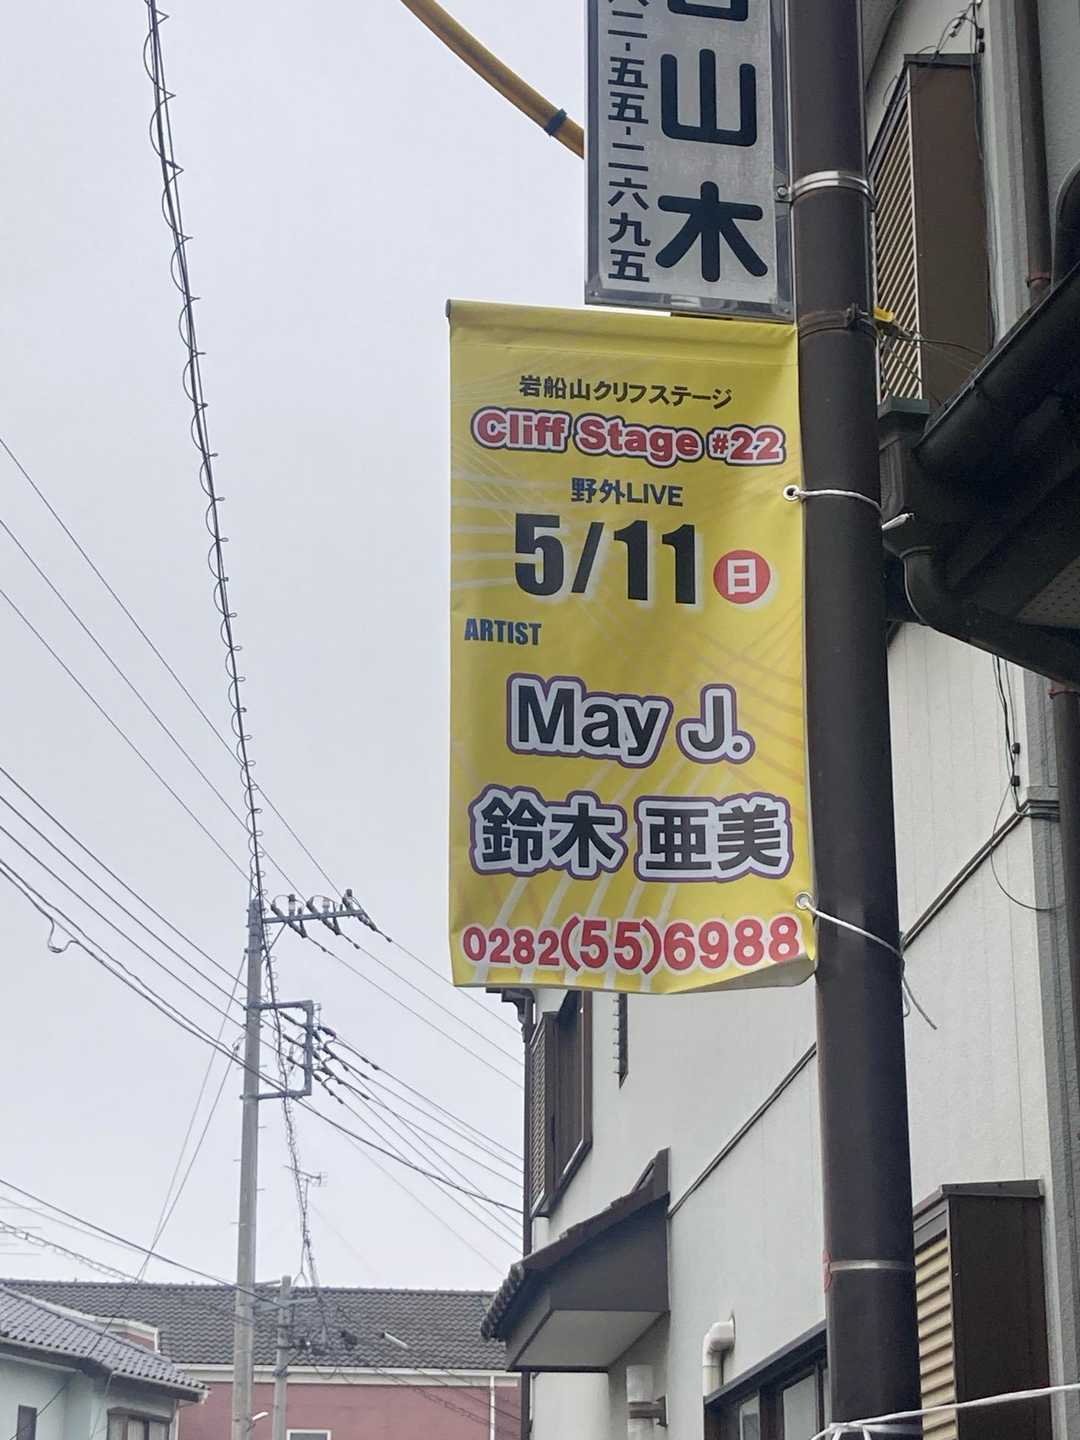 山木
二-五五-二六九五
岩船山クリフステージ
Cliff Stage #22
野外LIVE
5/11 日
ARTIST
May J.
鈴木 亜美
0282(55)6988